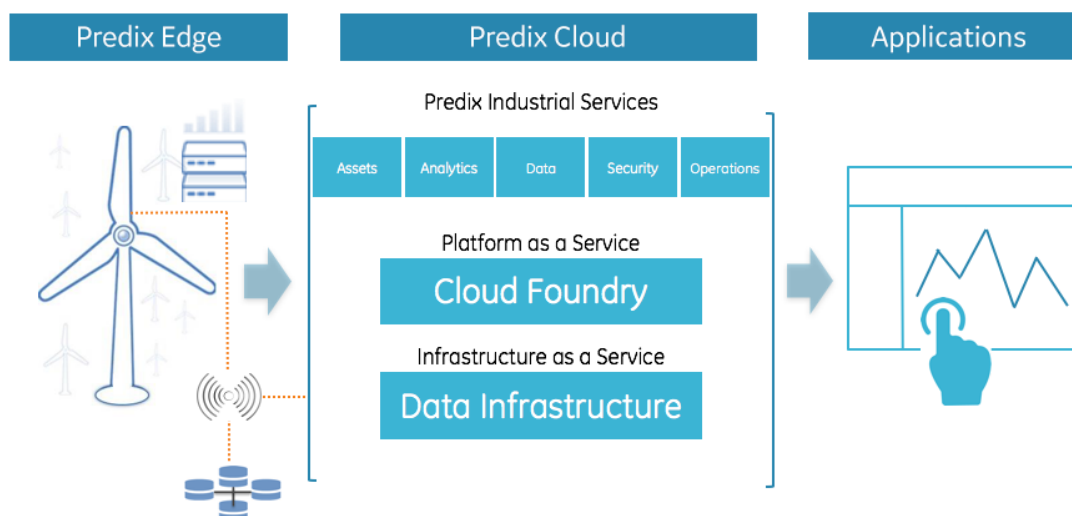 Predix Edge
Predix Cloud
Applications
Predix Industrial Services
Assets
Analytics
Data
Security
Operations
Platform as a Service
Cloud Foundry
Infrastructure as a Service
Data Infrastructure